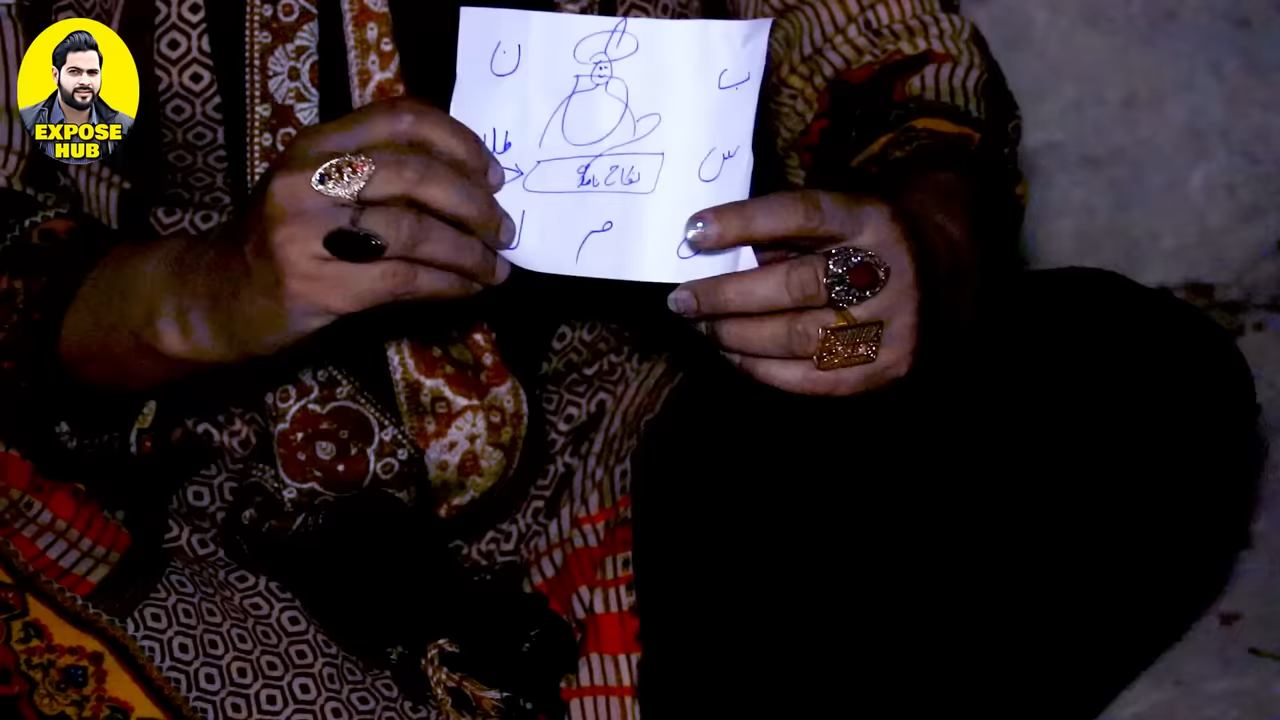 EXPOSE
HUB
ب ن
س
نکاح نامہ
م ل